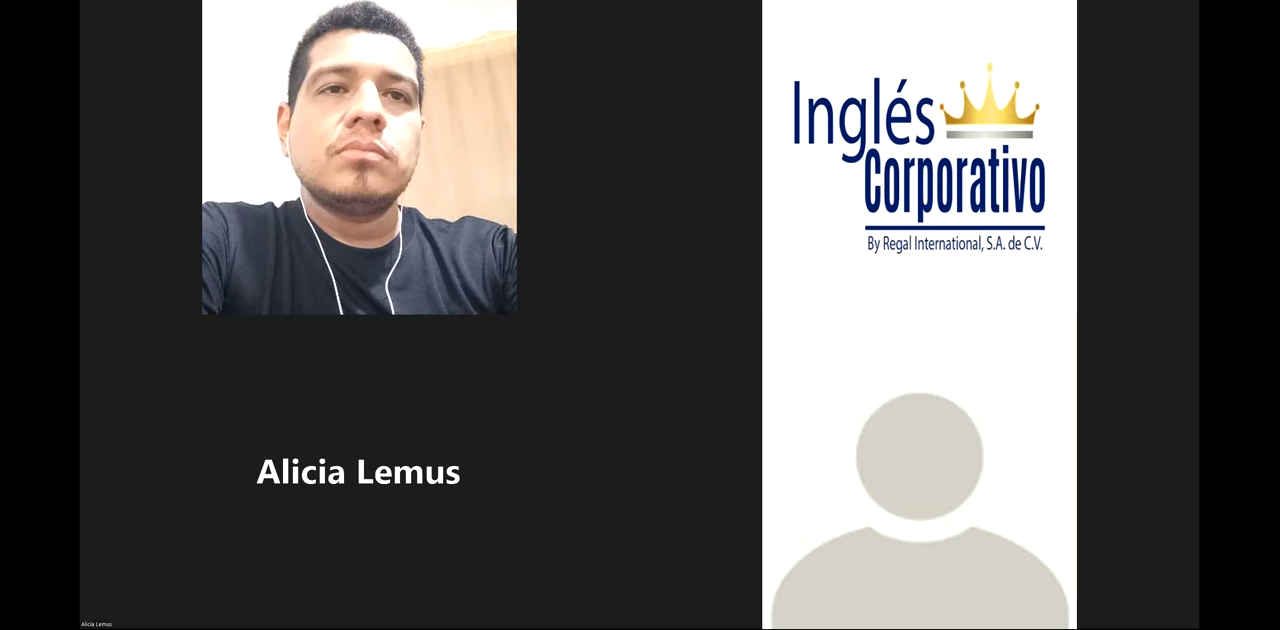 Inglés
Corporativo
By Regal International, S.A. de C.V.
Alicia Lemus
Alicia Lemus